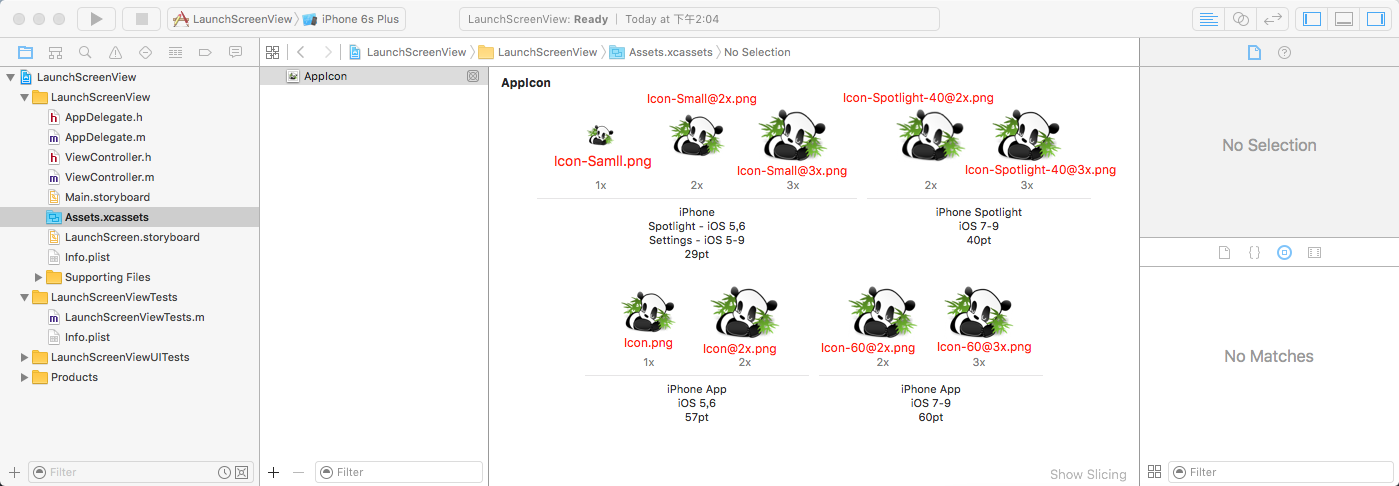 LaunchScreenView
iPhone 6s Plus
LaunchScreenView: Ready | Today at 下午2:04
LaunchScreenView
LaunchScreenView
AppDelegate.h
AppDelegate.m
ViewController.h
ViewController.m
Main.storyboard
Assets.xcassets
LaunchScreen.storyboard
Info.plist
Supporting Files
LaunchScreenViewTests
LaunchScreenViewTests.m
Info.plist
LaunchScreenViewUITests
Products
Filter
LaunchScreenView
LaunchScreenView
Assets.xcassets
No Selection
AppIcon
Filter
AppIcon
Icon-Small@2x.png
Icon-Samll.png
Icon-Small@3x.png
1x
2x
3x
iPhone
Spotlight - iOS 5,6
Settings - iOS 5-9
29pt
Icon-Spotlight-40@2x.png
Icon-Spotlight-40@3x.png
2x
3x
iPhone Spotlight
iOS 7-9
40pt
Icon.png
Icon@2x.png
1x
2x
iPhone App
iOS 5,6
57pt
Icon-60@2x.png
Icon-60@3x.png
2x
3x
iPhone App
iOS 7-9
60pt
Show Slicing
No Selection
No Matches
Filter